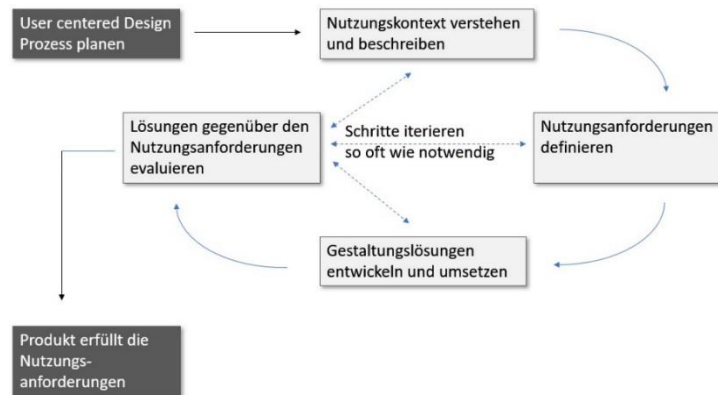 User centered Design
Prozess planen
Nutzungskontext verstehen
und beschreiben
Lösungen gegenüber den
Nutzungsanforderungen
evaluieren
Schritte iterieren
so oft wie notwendig
Nutzungsanforderungen
definieren
Gestaltungslösungen
entwickeln und umsetzen
Produkt erfüllt die
Nutzungs-
anforderungen